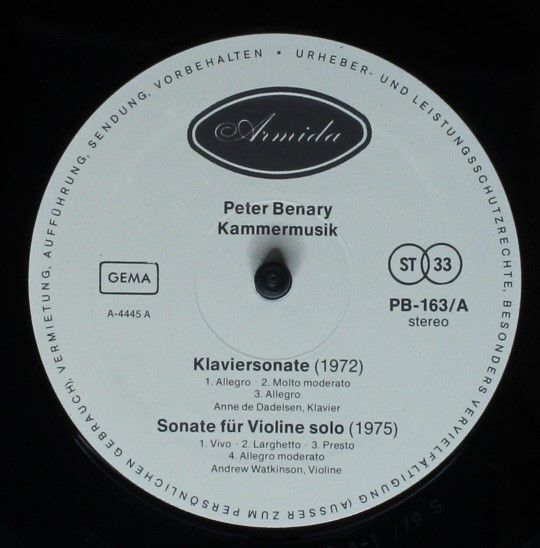 URHEBER- UND LEISTUNGSSCHUTZRECHTE, BESONDERS VERVIELFÄLTIGUNG (AUSSER ZUM PERSÖNLICHEN GEBRAUCH), VERMIETUNG, AUFFÜHRUNG, SENDUNG, VORBEHALTEN ·
Armida
Peter Benary
Kammermusik
GEMA
A-4445 A
ST 33
PB-163/A
stereo
Klaviersonate (1972)
1. Allegro · 2. Molto moderato
3. Allegro
Anne de Dadelsen, Klavier
Sonate für Violine solo (1975)
1. Vivo · 2. Larghetto · 3. Presto
4. Allegro moderato
Andrew Watkinson, Violine